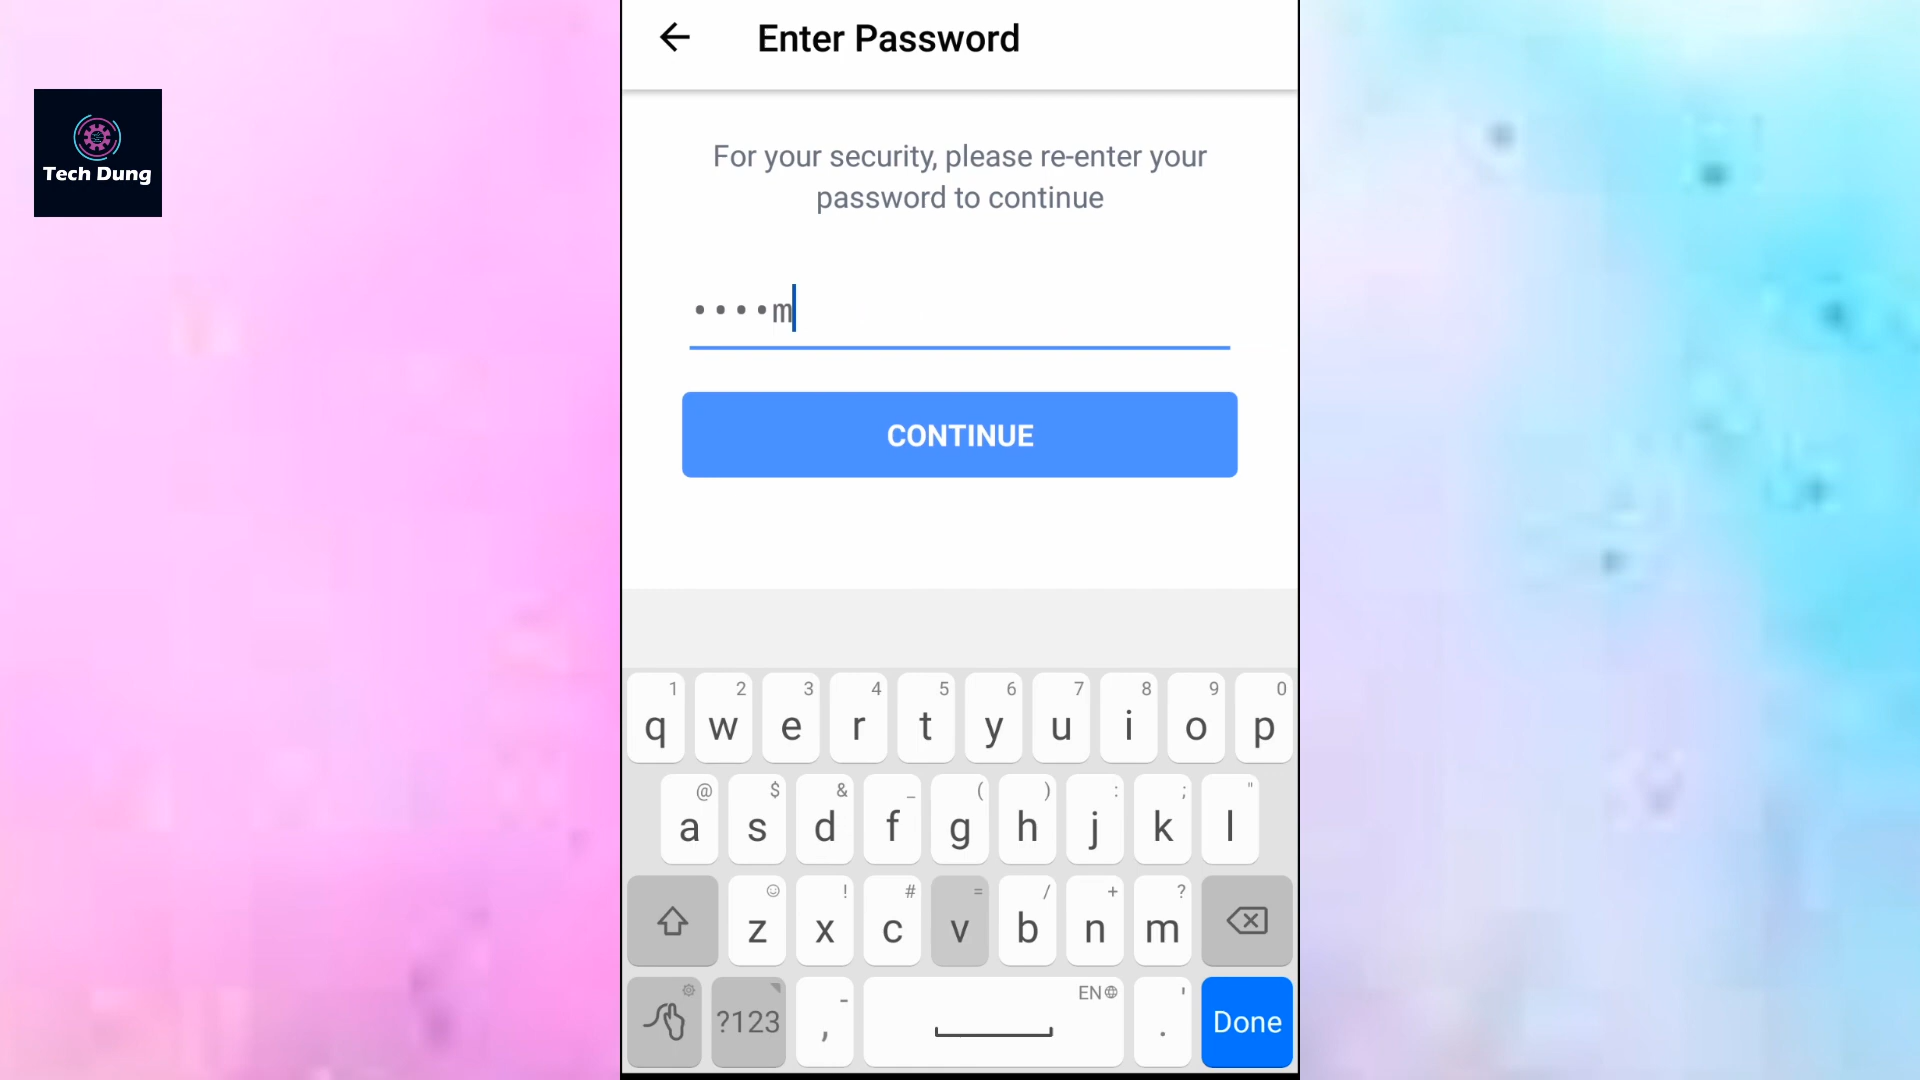 Enter Password
Tech Dung
For your security, please re-enter your
password to continue
••••m
CONTINUE
1 2 3 4 5 6 7 8 9 0
q w e r t y u i o p
@ $ & _ ( ) : ; "
a s d f g h j k l
! # = / + ?
z x c v b n m
- EN '
?123 , . Done